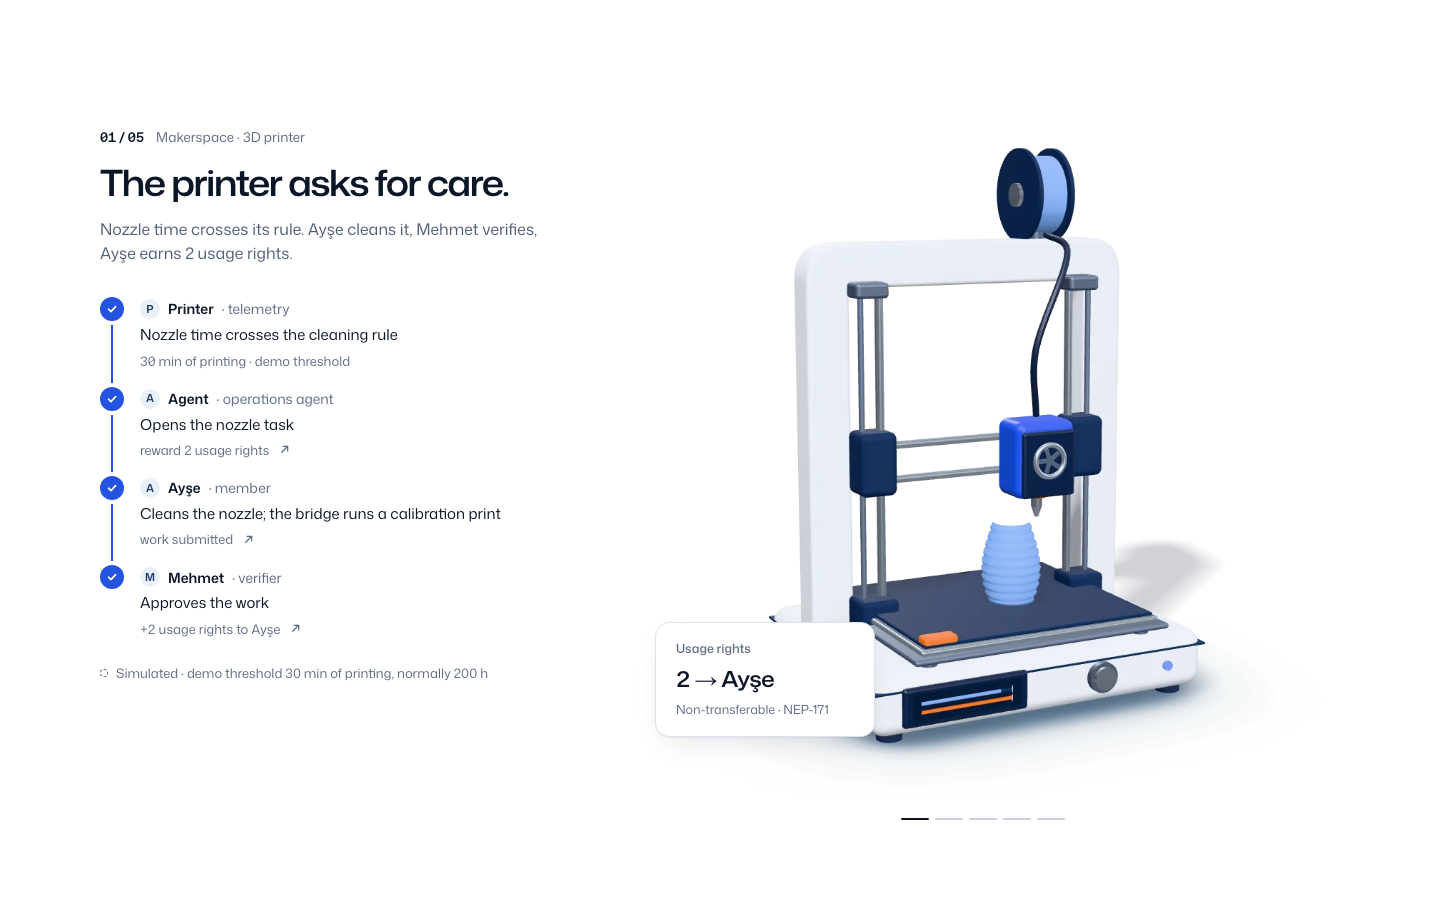 01 / 05 Makerspace · 3D printer
The printer asks for care.
Nozzle time crosses its rule. Ayşe cleans it, Mehmet verifies,
Ayşe earns 2 usage rights.
P Printer · telemetry
Nozzle time crosses the cleaning rule
30 min of printing · demo threshold
A Agent · operations agent
Opens the nozzle task
reward 2 usage rights ↗
A Ayşe · member
Cleans the nozzle; the bridge runs a calibration print
work submitted ↗
M Mehmet · verifier
Approves the work
+2 usage rights to Ayşe ↗
Simulated · demo threshold 30 min of printing, normally 200 h
Usage rights
2 → Ayşe
Non-transferable · NEP-171